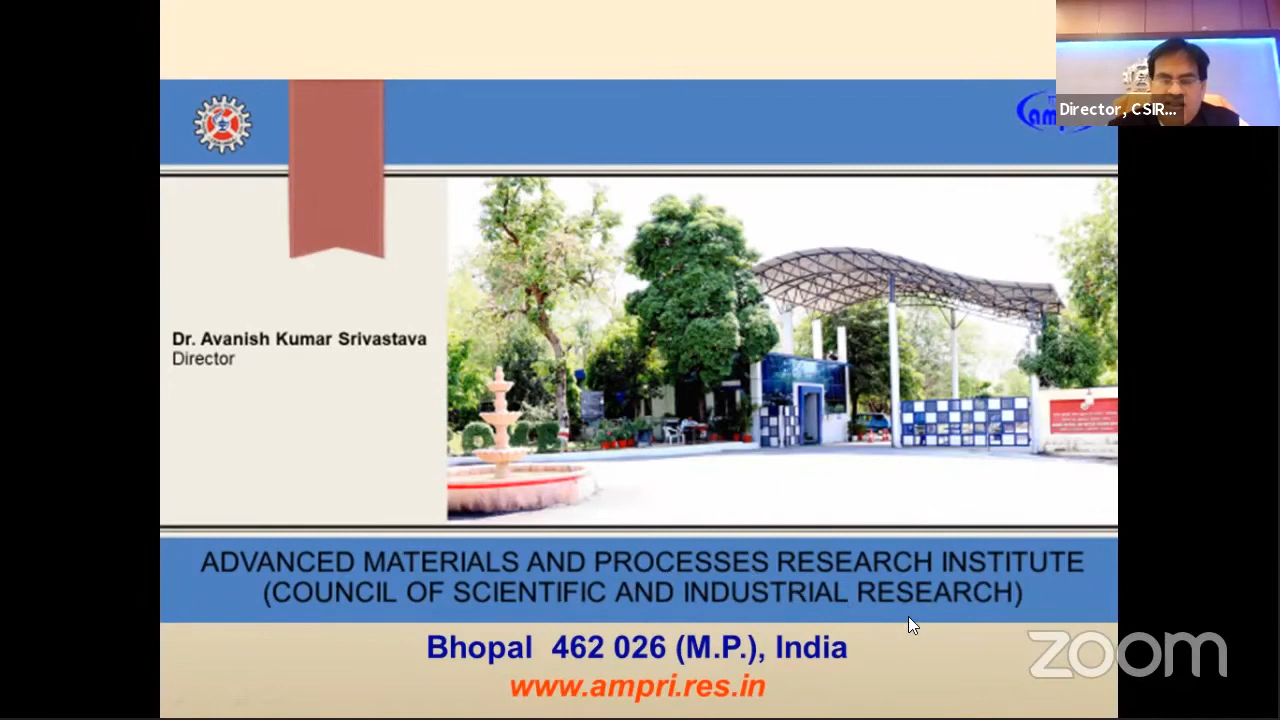 Director, CSIR...
Dr. Avanish Kumar Srivastava
Director
ADVANCED MATERIALS AND PROCESSES RESEARCH INSTITUTE
(COUNCIL OF SCIENTIFIC AND INDUSTRIAL RESEARCH)
Bhopal 462 026 (M.P.), India
www.ampri.res.in
zoom